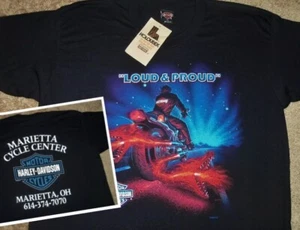 "LOUD & PROUD"
MARIETTA
CYCLE CENTER
MOTOR
HARLEY-DAVIDSON
CYCLES
MARIETTA, OH
614-374-7070